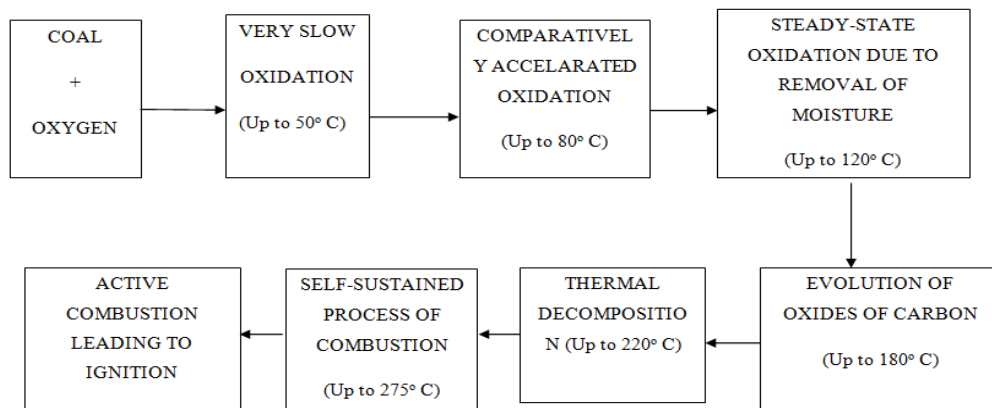 COAL
+
OXYGEN
VERY SLOW
OXIDATION
(Up to 50° C)
COMPARATIVEL
Y ACCELARATED
OXIDATION
(Up to 80° C)
STEADY-STATE
OXIDATION DUE TO
REMOVAL OF
MOISTURE
(Up to 120° C)
EVOLUTION OF
OXIDES OF CARBON
(Up to 180° C)
THERMAL
DECOMPOSITIO
N (Up to 220° C)
SELF-SUSTAINED
PROCESS OF
COMBUSTION
(Up to 275° C)
ACTIVE
COMBUSTION
LEADING TO
IGNITION